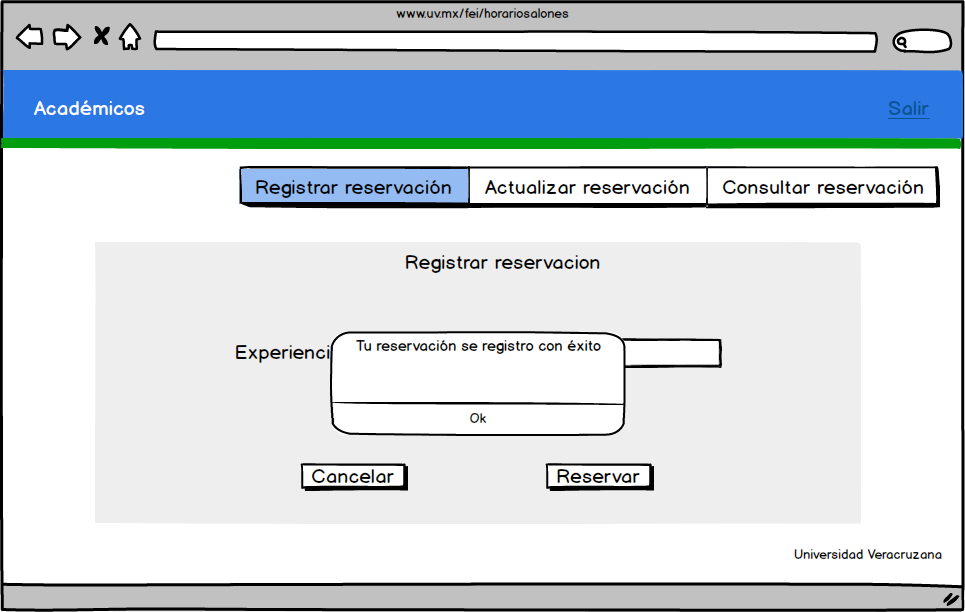 www.uv.mx/fei/horariosalones
Académicos
Salir
Registrar reservación
Actualizar reservación
Consultar reservación
Registrar reservacion
Experienci
Tu reservación se registro con éxito
Ok
Cancelar
Reservar
Universidad Veracruzana